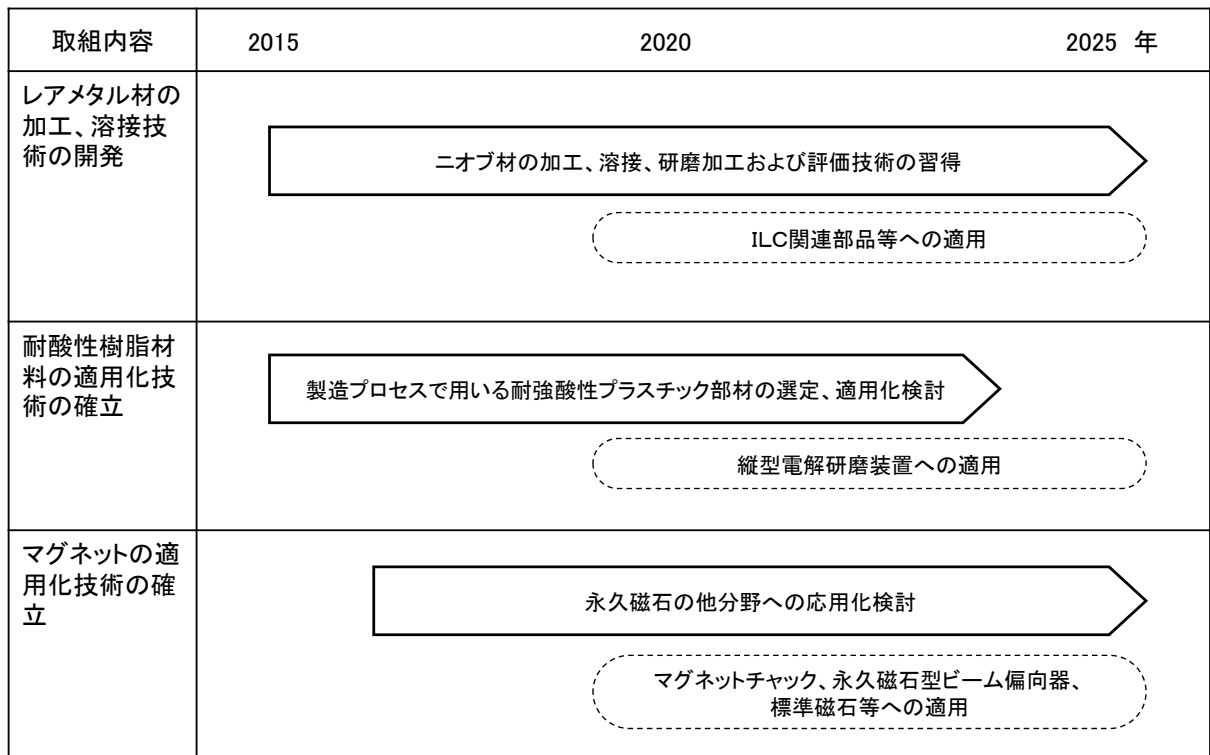 取組内容 2015 2020 2025 年
レアメタル材の
加工、溶接技
術の開発
ニオブ材の加工、溶接、研磨加工および評価技術の習得
ILC関連部品等への適用
耐酸性樹脂材
料の適用化技
術の確立
製造プロセスで用いる耐強酸性プラスチック部材の選定、適用化検討
縦型電解研磨装置への適用
マグネットの適
用化技術の確
立
永久磁石の他分野への応用化検討
マグネットチャック、永久磁石型ビーム偏向器、
標準磁石等への適用